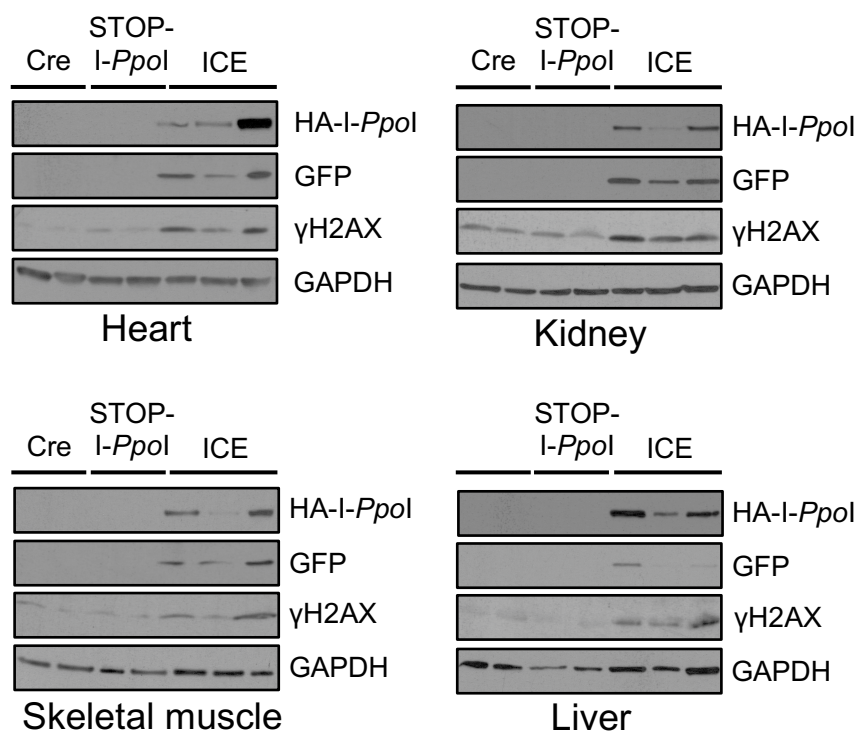 STOP-
Cre I-PpoI ICE
HA-I-PpoI
GFP
γH2AX
GAPDH
Heart
STOP-
Cre I-PpoI ICE
HA-I-PpoI
GFP
γH2AX
GAPDH
Kidney
STOP-
Cre I-PpoI ICE
HA-I-PpoI
GFP
γH2AX
GAPDH
Skeletal muscle
STOP-
I-PpoI ICE
HA-I-PpoI
GFP
γH2AX
GAPDH
Liver